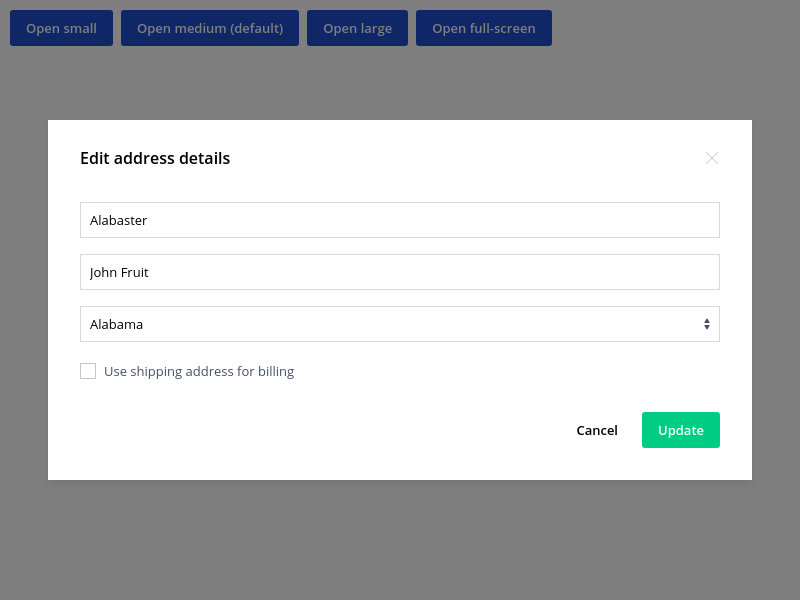 Open small Open medium (default) Open large Open full-screen
Edit address details
Alabaster
John Fruit
Alabama
Use shipping address for billing
Cancel Update